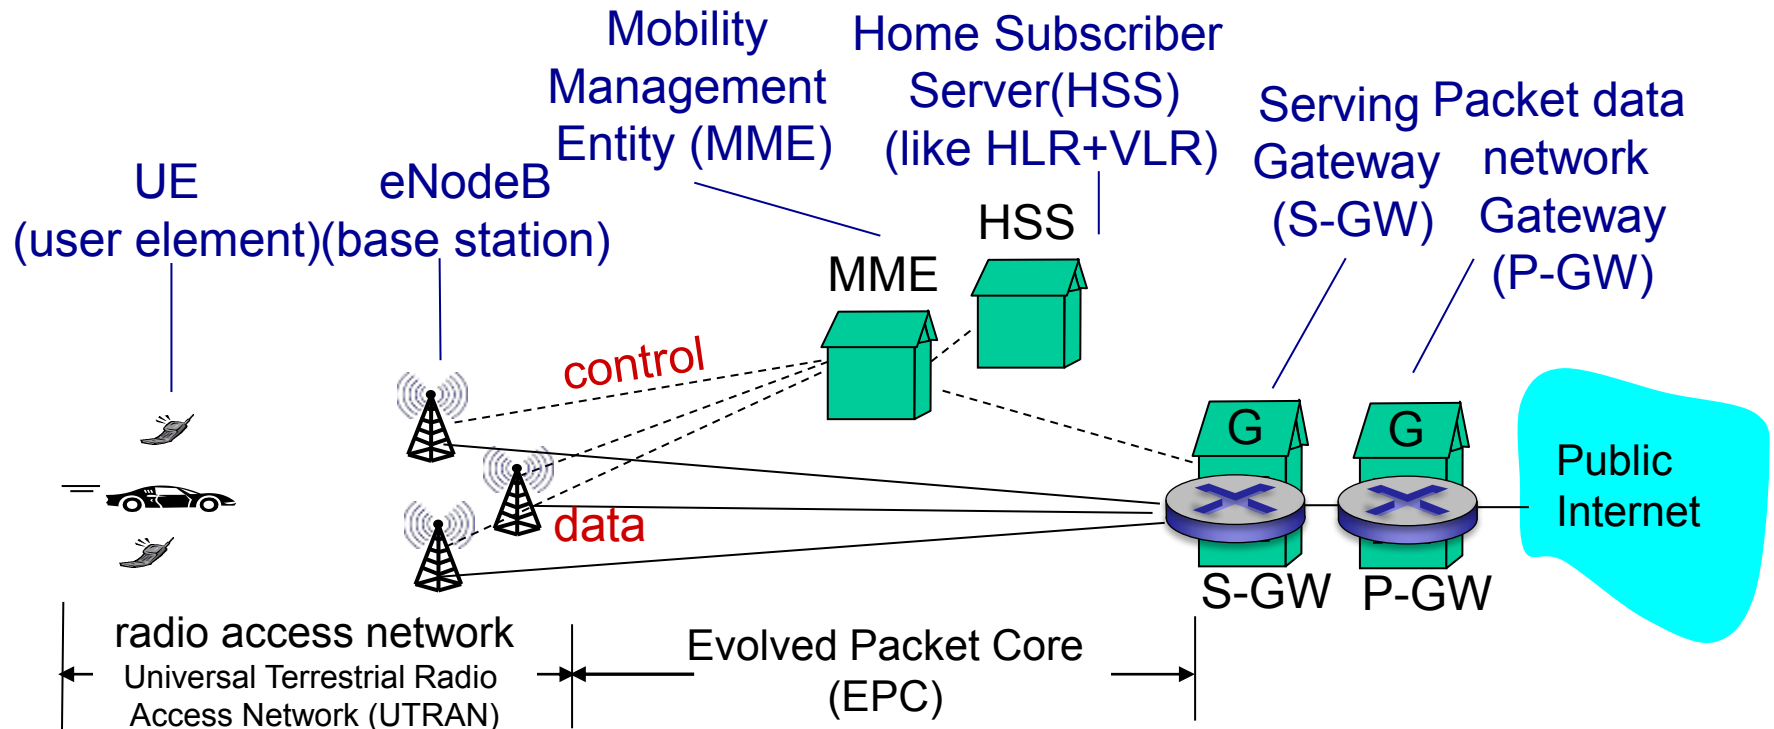 Mobility
Management
Entity (MME)
Home Subscriber
Server(HSS)
(like HLR+VLR)
Serving
Gateway
(S-GW)
Packet data
network
Gateway
(P-GW)
UE
(user element)
eNodeB
(base station)
HSS
MME
control
data
G
G
Public
Internet
S-GW
P-GW
radio access network
Universal Terrestrial Radio
Access Network (UTRAN)
Evolved Packet Core
(EPC)